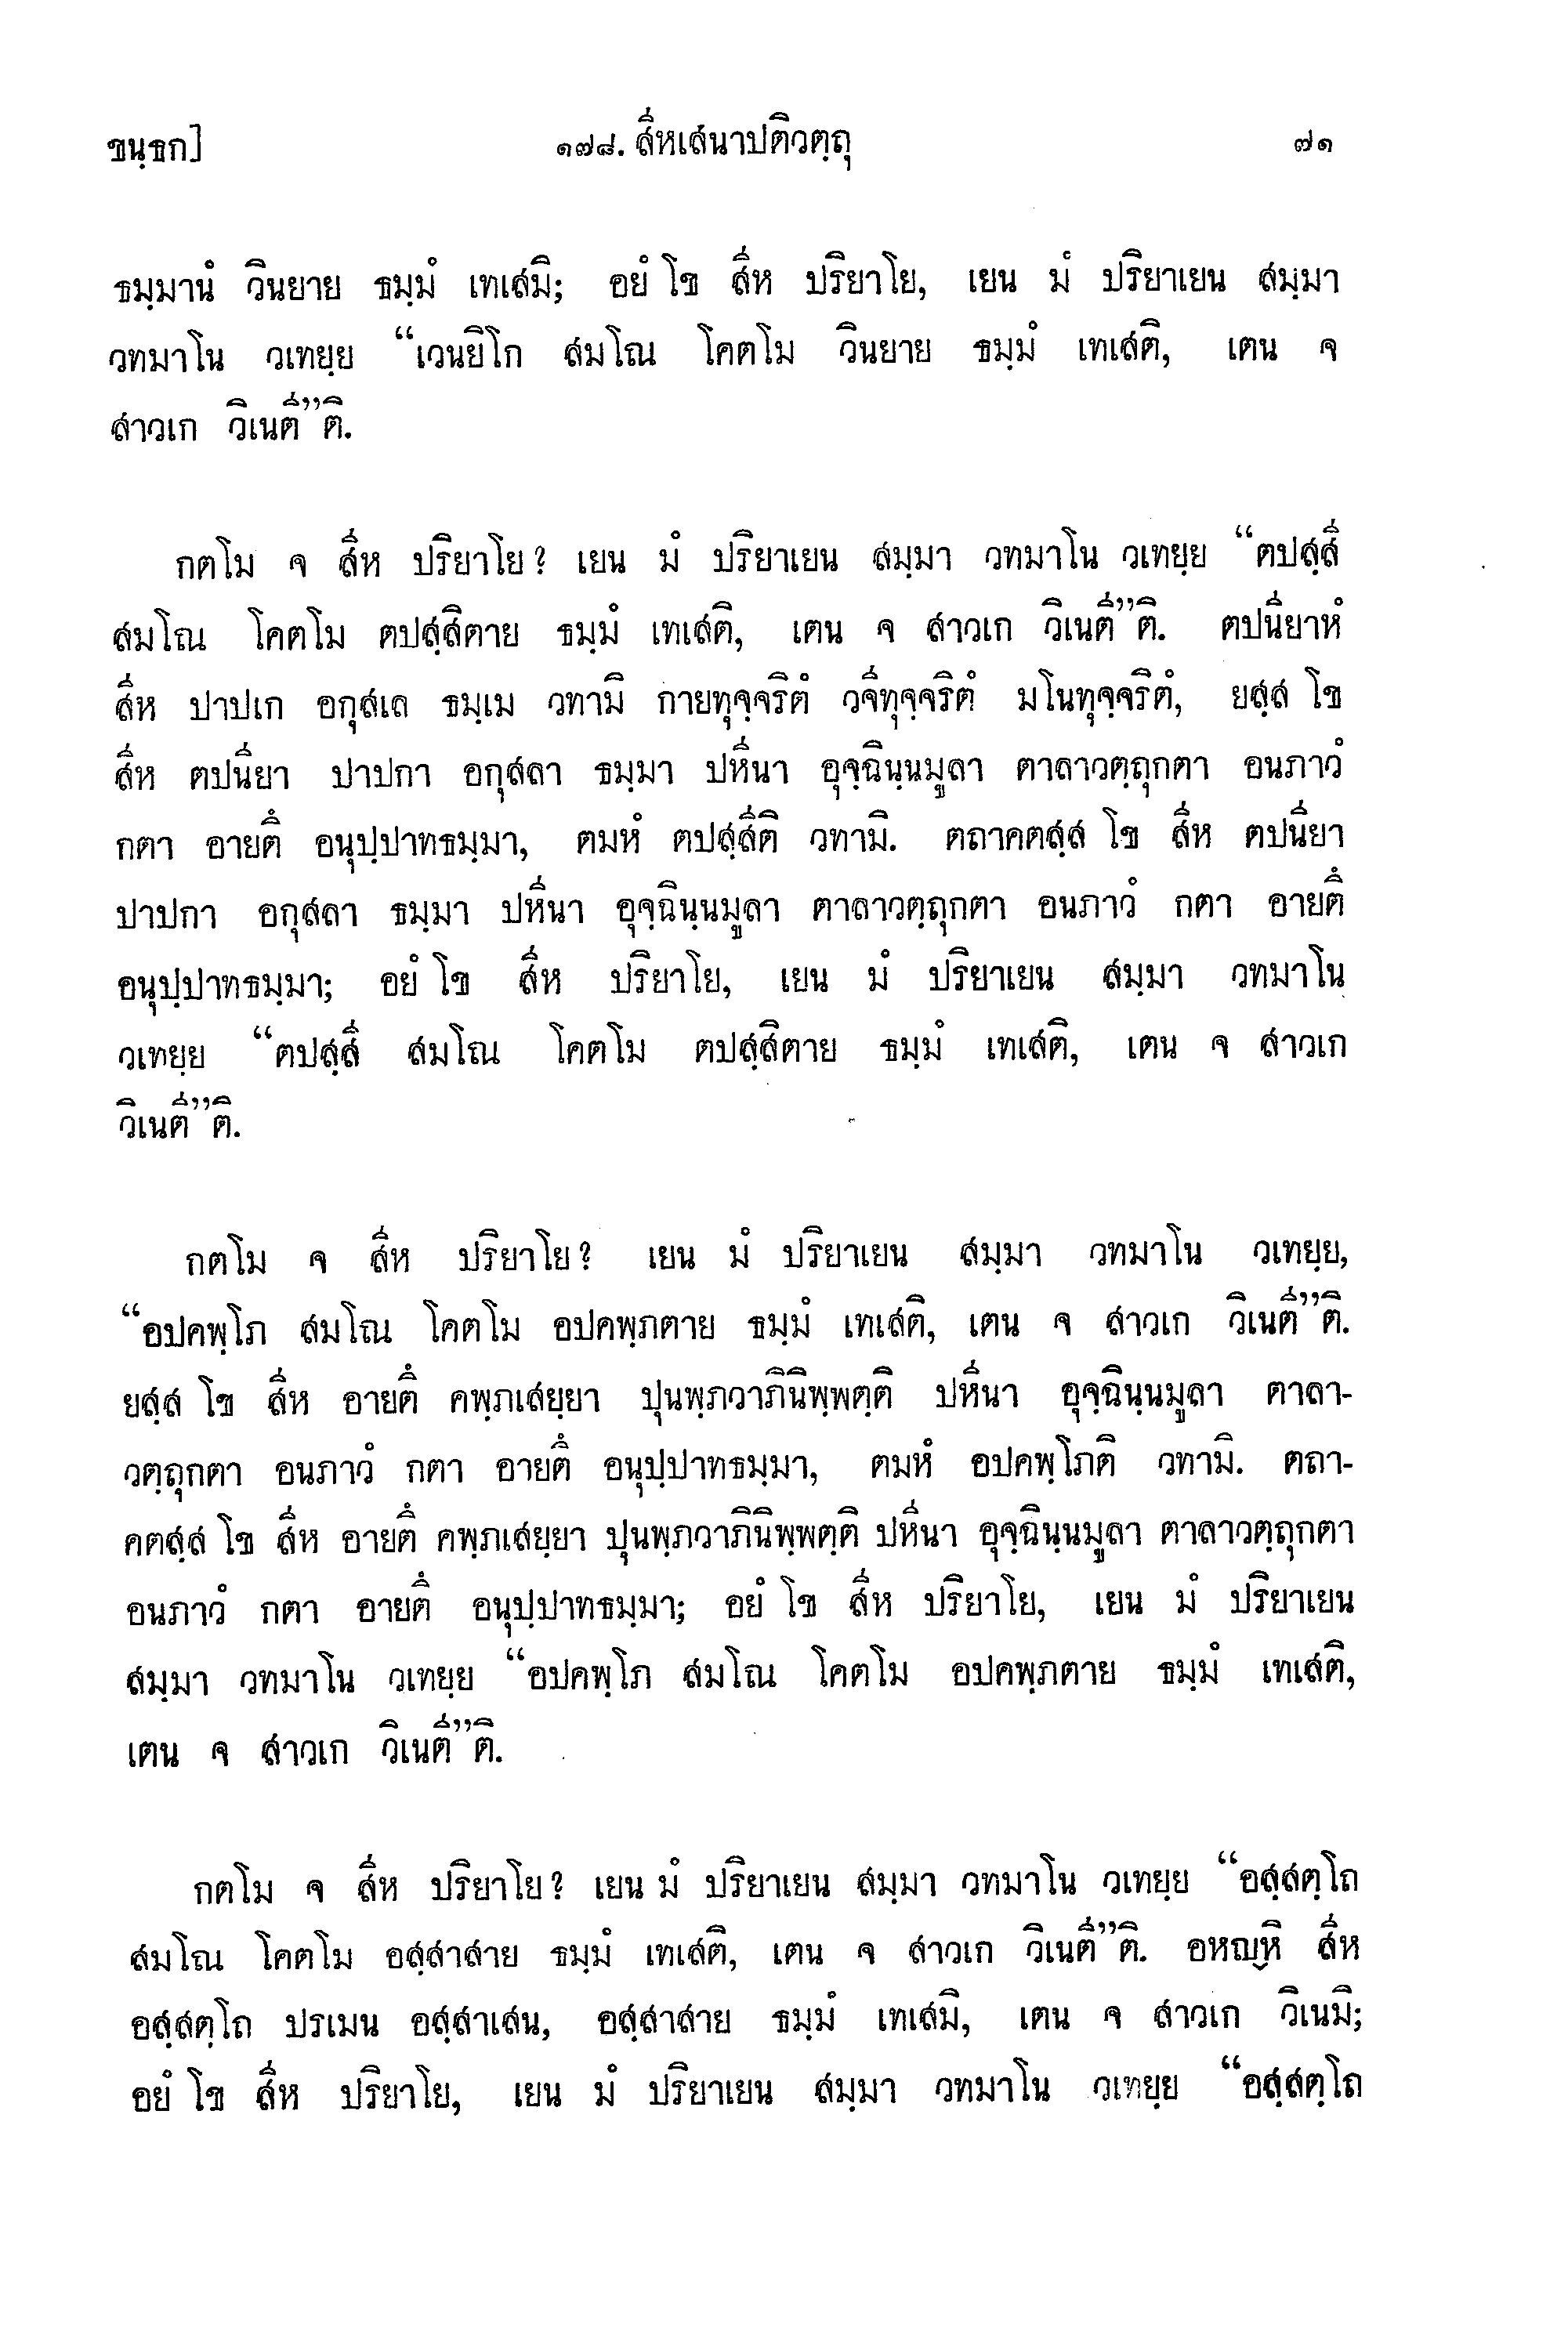 ขนฺธก]
๑๗๘. สีหเสนาปติวตฺถุ
๗๑
ธมฺมานํ วินยาย ธมฺมํ เทเสมิ; อยํ โข สีห ปริยาโย, เยน มํ ปริยาเยน สมฺมา
วทมาโน วเทยฺย “เวนยิโก สมโณ โคตโม วินยาย ธมฺมํ เทเสติ, เตน จ
สาวเก วิเนตี”ติ.
กตโม จ สีห ปริยาโย? เยน มํ ปริยาเยน สมฺมา วทมาโน วเทยฺย “ตปสฺสี
สมโณ โคตโม ตปสฺสิตาย ธมฺมํ เทเสติ, เตน จ สาวเก วิเนตี”ติ. ตปนียาหํ
สีห ปาปเก อกุสเล ธมฺเม วทามิ กายทุจฺจริตํ วจีทุจฺจริตํ มโนทุจฺจริตํ, ยสฺส โข
สีห ตปนียา ปาปกา อกุสลา ธมฺมา ปหีนา อุจฺฉินฺนมูลา ตาลาวตฺถุกตา อนภาวํ
กตา อายตึ อนุปฺปาทธมฺมา, ตมหํ ตปสฺสีติ วทามิ. ตถาคตสฺส โข สีห ตปนียา
ปาปกา อกุสลา ธมฺมา ปหีนา อุจฺฉินฺนมูลา ตาลาวตฺถุกตา อนภาวํ กตา อายตึ
อนุปฺปาทธมฺมา; อยํ โข สีห ปริยาโย, เยน มํ ปริยาเยน สมฺมา วทมาโน
วเทยฺย “ตปสฺสี สมโณ โคตโม ตปสฺสิตาย ธมฺมํ เทเสติ, เตน จ สาวเก
วิเนตี”ติ.
กตโม จ สีห ปริยาโย? เยน มํ ปริยาเยน สมฺมา วทมาโน วเทยฺย,
“อปคพฺโภ สมโณ โคตโม อปคพฺภตาย ธมฺมํ เทเสติ, เตน จ สาวเก วิเนตี”ติ.
ยสฺส โข สีห อายตึ คพฺภเสยฺยา ปุนพฺภวาภินิพฺพตฺติ ปหีนา อุจฺฉินฺนมูลา ตาลา-
วตฺถุกตา อนภาวํ กตา อายตึ อนุปฺปาทธมฺมา, ตมหํ อปคพฺโภติ วทามิ. ตถา-
คตสฺส โข สีห อายตึ คพฺภเสยฺยา ปุนพฺภวาภินิพฺพตฺติ ปหีนา อุจฺฉินฺนมูลา ตาลาวตฺถุกตา
อนภาวํ กตา อายตึ อนุปฺปาทธมฺมา; อยํ โข สีห ปริยาโย, เยน มํ ปริยาเยน
สมฺมา วทมาโน วเทยฺย “อปคพฺโภ สมโณ โคตโม อปคพฺภตาย ธมฺมํ เทเสติ,
เตน จ สาวเก วิเนตี”ติ.
กตโม จ สีห ปริยาโย? เยน มํ ปริยาเยน สมฺมา วทมาโน วเทยฺย “อสฺสตฺโถ
สมโณ โคตโม อสฺสาสาย ธมฺมํ เทเสติ, เตน จ สาวเก วิเนตี”ติ. อหญฺหิ สีห
อสฺสตฺโถ ปรเมน อสฺสาเสน, อสฺสาสาย ธมฺมํ เทเสมิ, เตน จ สาวเก วิเนมิ;
อยํ โข สีห ปริยาโย, เยน มํ ปริยาเยน สมฺมา วทมาโน วเทยฺย “อสฺสตฺโถ